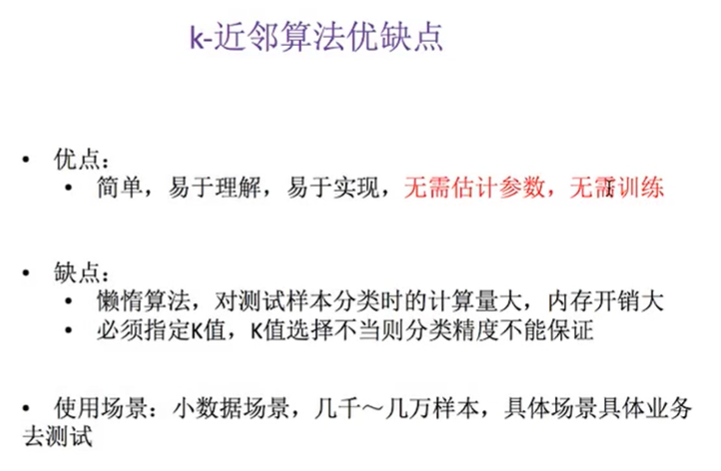 k-近邻算法优缺点
• 优点：
• 简单，易于理解，易于实现，无需估计参数，无需训练
• 缺点：
• 懒惰算法，对测试样本分类时的计算量大，内存开销大
• 必须指定K值，K值选择不当则分类精度不能保证
• 使用场景：小数据场景，几千～几万样本，具体场景具体业务
去测试